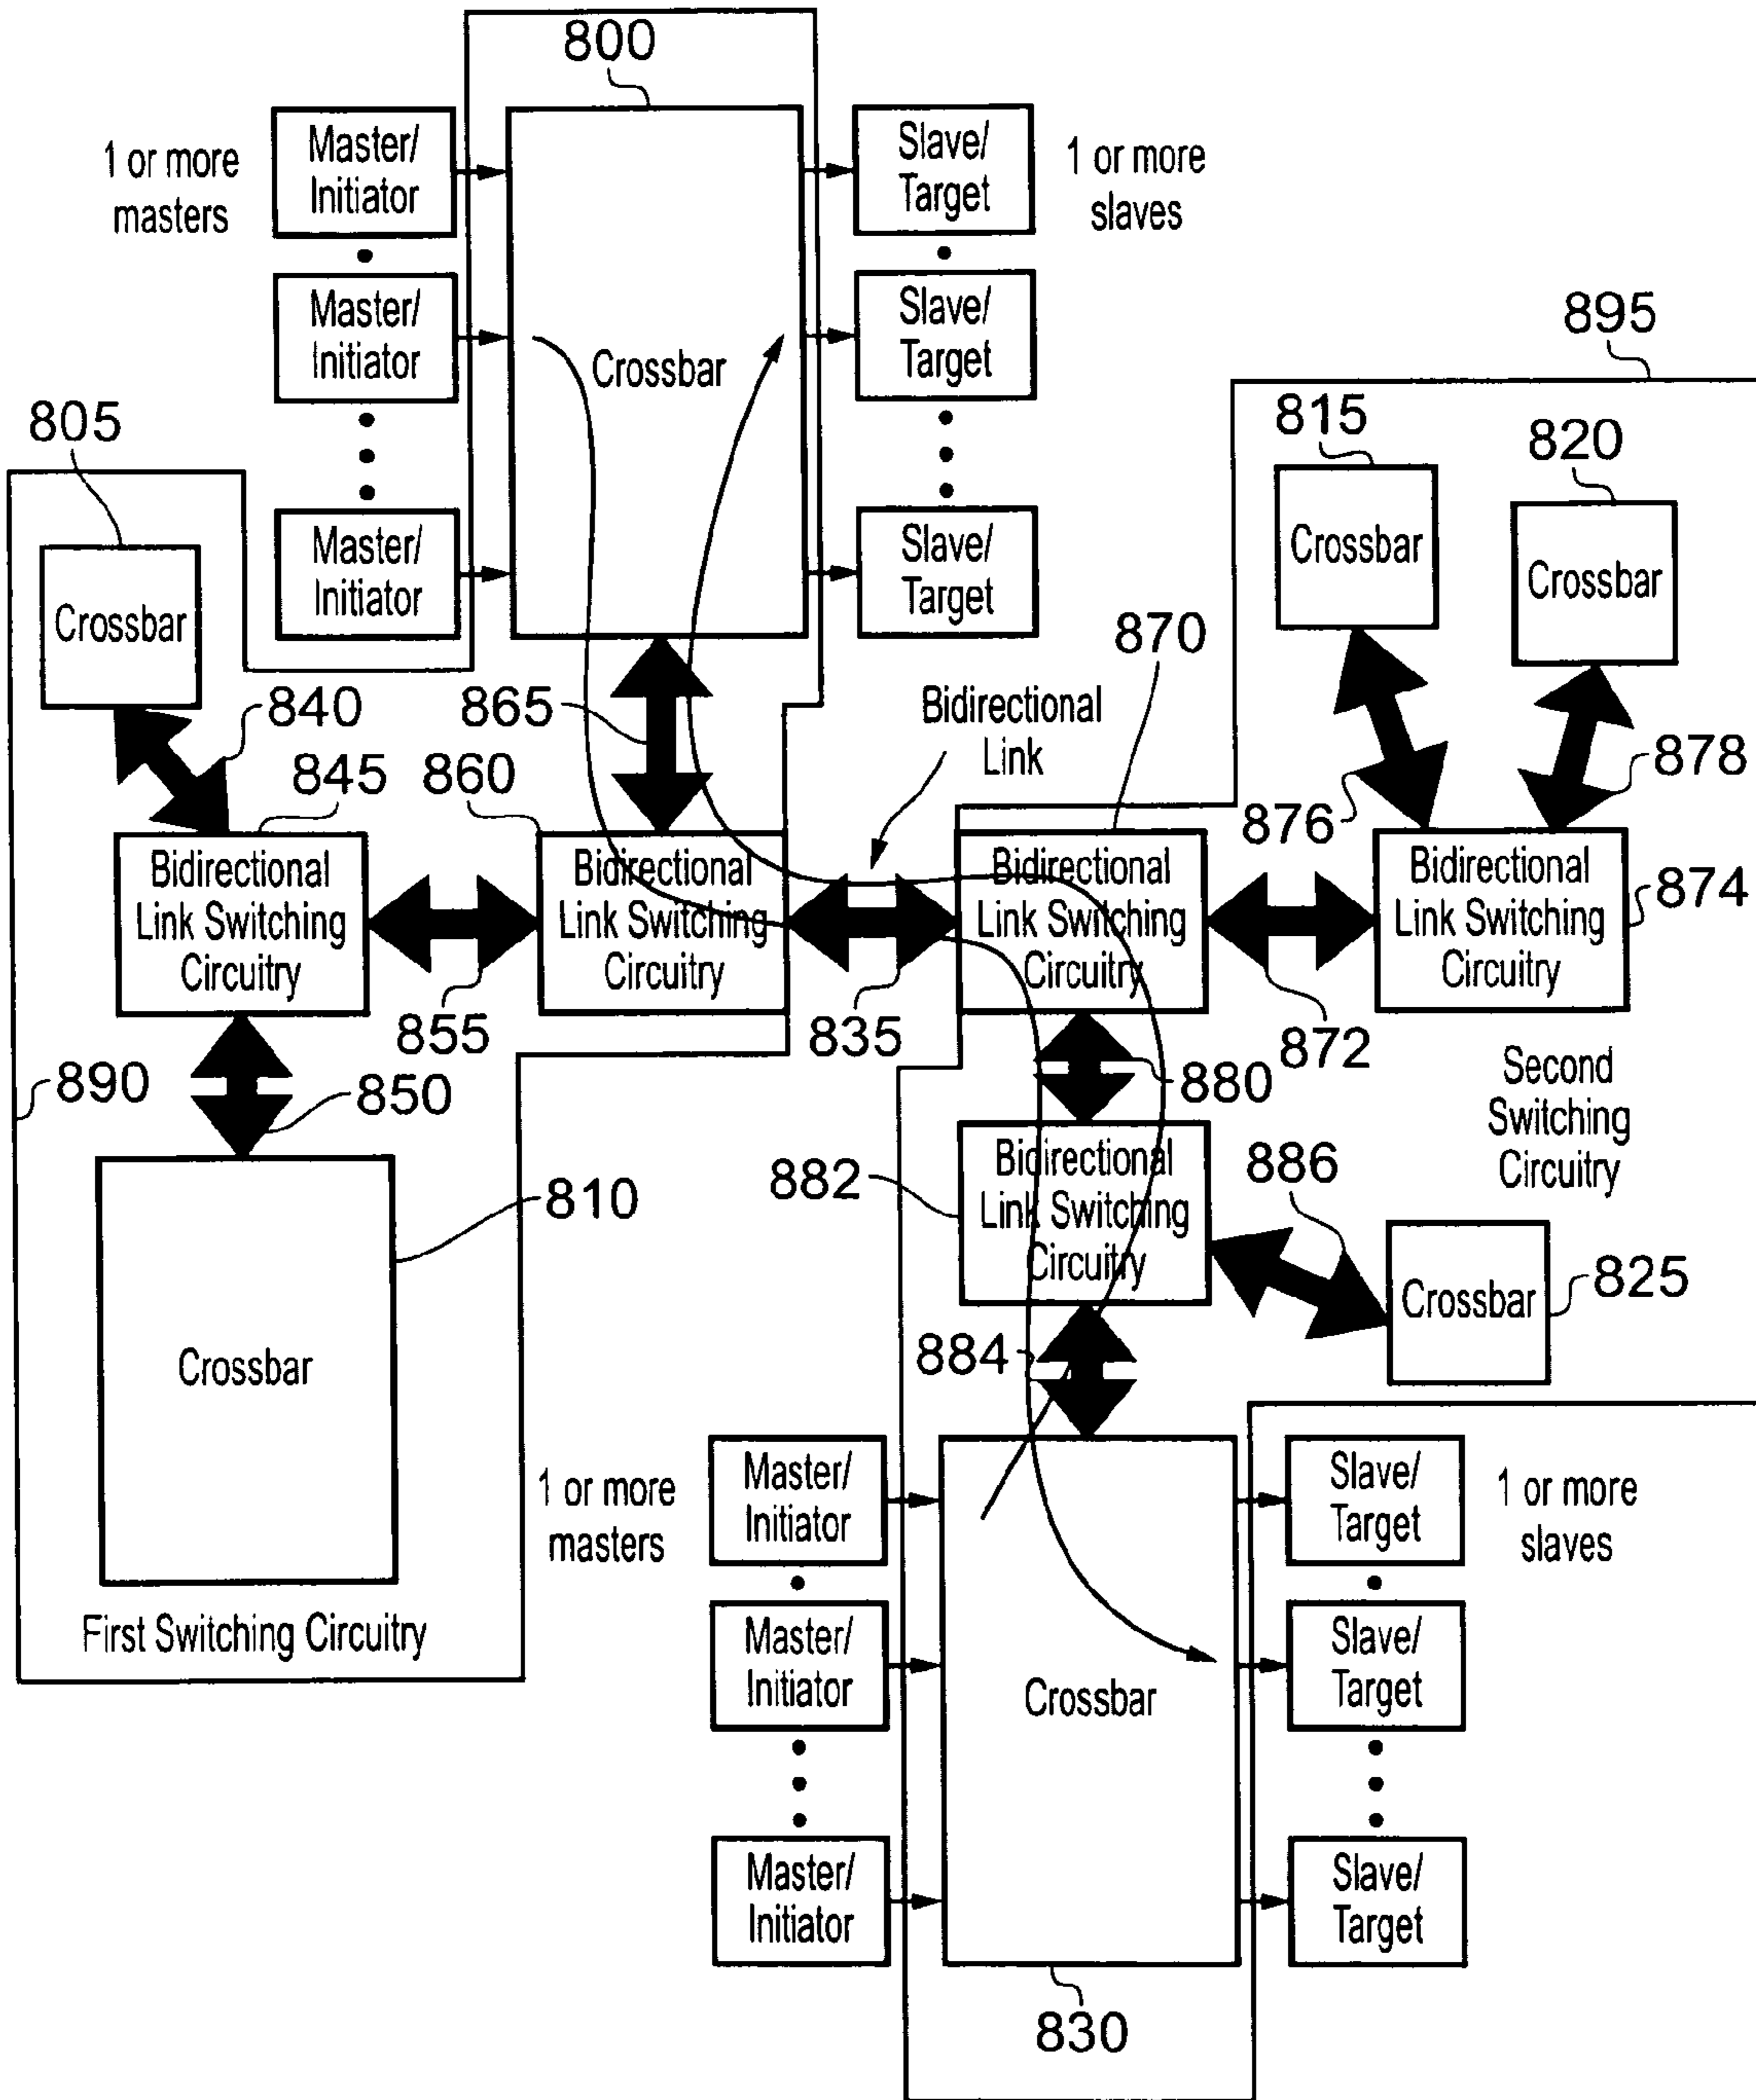 800
1 or more
masters
Master/
Initiator
Slave/
Target
1 or more
slaves
Master/
Initiator
Crossbar
Slave/
Target
895
805
815
820
Master/
Initiator
Slave/
Target
Crossbar
Crossbar
Crossbar
870
840
865
Bidirectional
Link
845
860
876
878
Bidirectional
Link Switching
Circuitry
Bidirectional
Link Switching
Circuitry
Bidirectional
Link Switching
Circuitry
Bidirectional
Link Switching
Circuitry
874
855
835
872
890
850
880
Second
Switching
Circuitry
882
Bidirectional
Link Switching
Circuitry
886
810
Crossbar
825
Crossbar
884
1 or more
masters
Master/
Initiator
Slave/
Target
1 or more
slaves
First Switching Circuitry
Master/
Initiator
Crossbar
Slave/
Target
Master/
Initiator
Slave/
Target
830